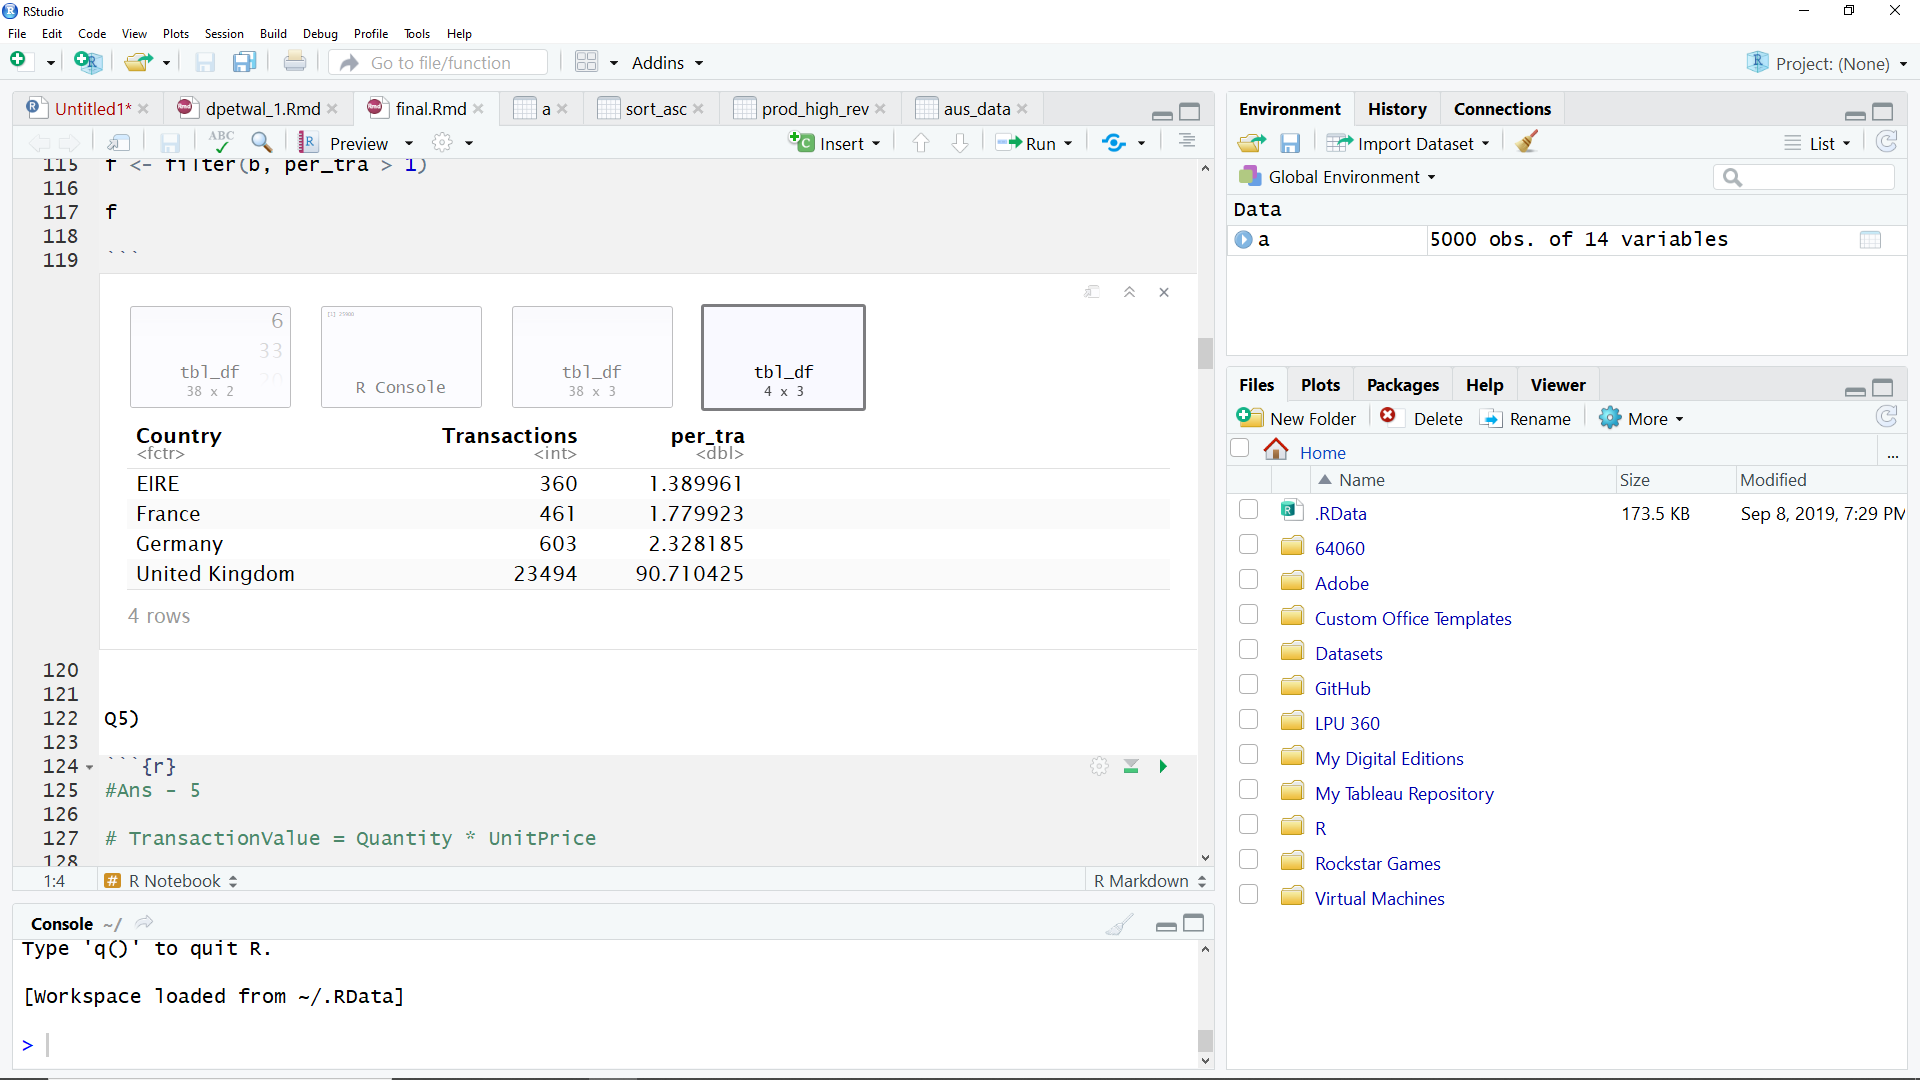 RStudio
File Edit Code View Plots Session Build Debug Profile Tools Help
Go to file/function Addins Project: (None)
Untitled1* dpetwal_1.Rmd final.Rmd a sort_asc prod_high_rev aus_data
ABC Preview Insert Run
115 f <- filter(b, per_tra > 1)
116
117 f
118
119 ```
6
33
tbl_df
38 x 2
R Console
tbl_df
38 x 3
tbl_df
4 x 3
Country Transactions per_tra
<fctr> <int> <dbl>
EIRE 360 1.389961
France 461 1.779923
Germany 603 2.328185
United Kingdom 23494 90.710425
4 rows
120
121
122 Q5)
123
124 ```{r}
125 #Ans - 5
126
127 # TransactionValue = Quantity * UnitPrice
128
1:4 # R Notebook R Markdown
Console ~/
Type 'q()' to quit R.
[Workspace loaded from ~/.RData]
>
Environment History Connections
Import Dataset List
Global Environment
Data
a 5000 obs. of 14 variables
Files Plots Packages Help Viewer
New Folder Delete Rename More
Home ...
Name Size Modified
.RData 173.5 KB Sep 8, 2019, 7:29 PM
64060
Adobe
Custom Office Templates
Datasets
GitHub
LPU 360
My Digital Editions
My Tableau Repository
R
Rockstar Games
Virtual Machines